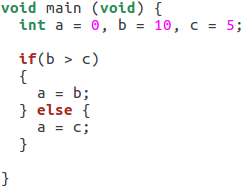 void main (void) {
  int a = 0, b = 10, c = 5;

  if(b > c)
  {
    a = b;
  } else {
    a = c;
  }

}